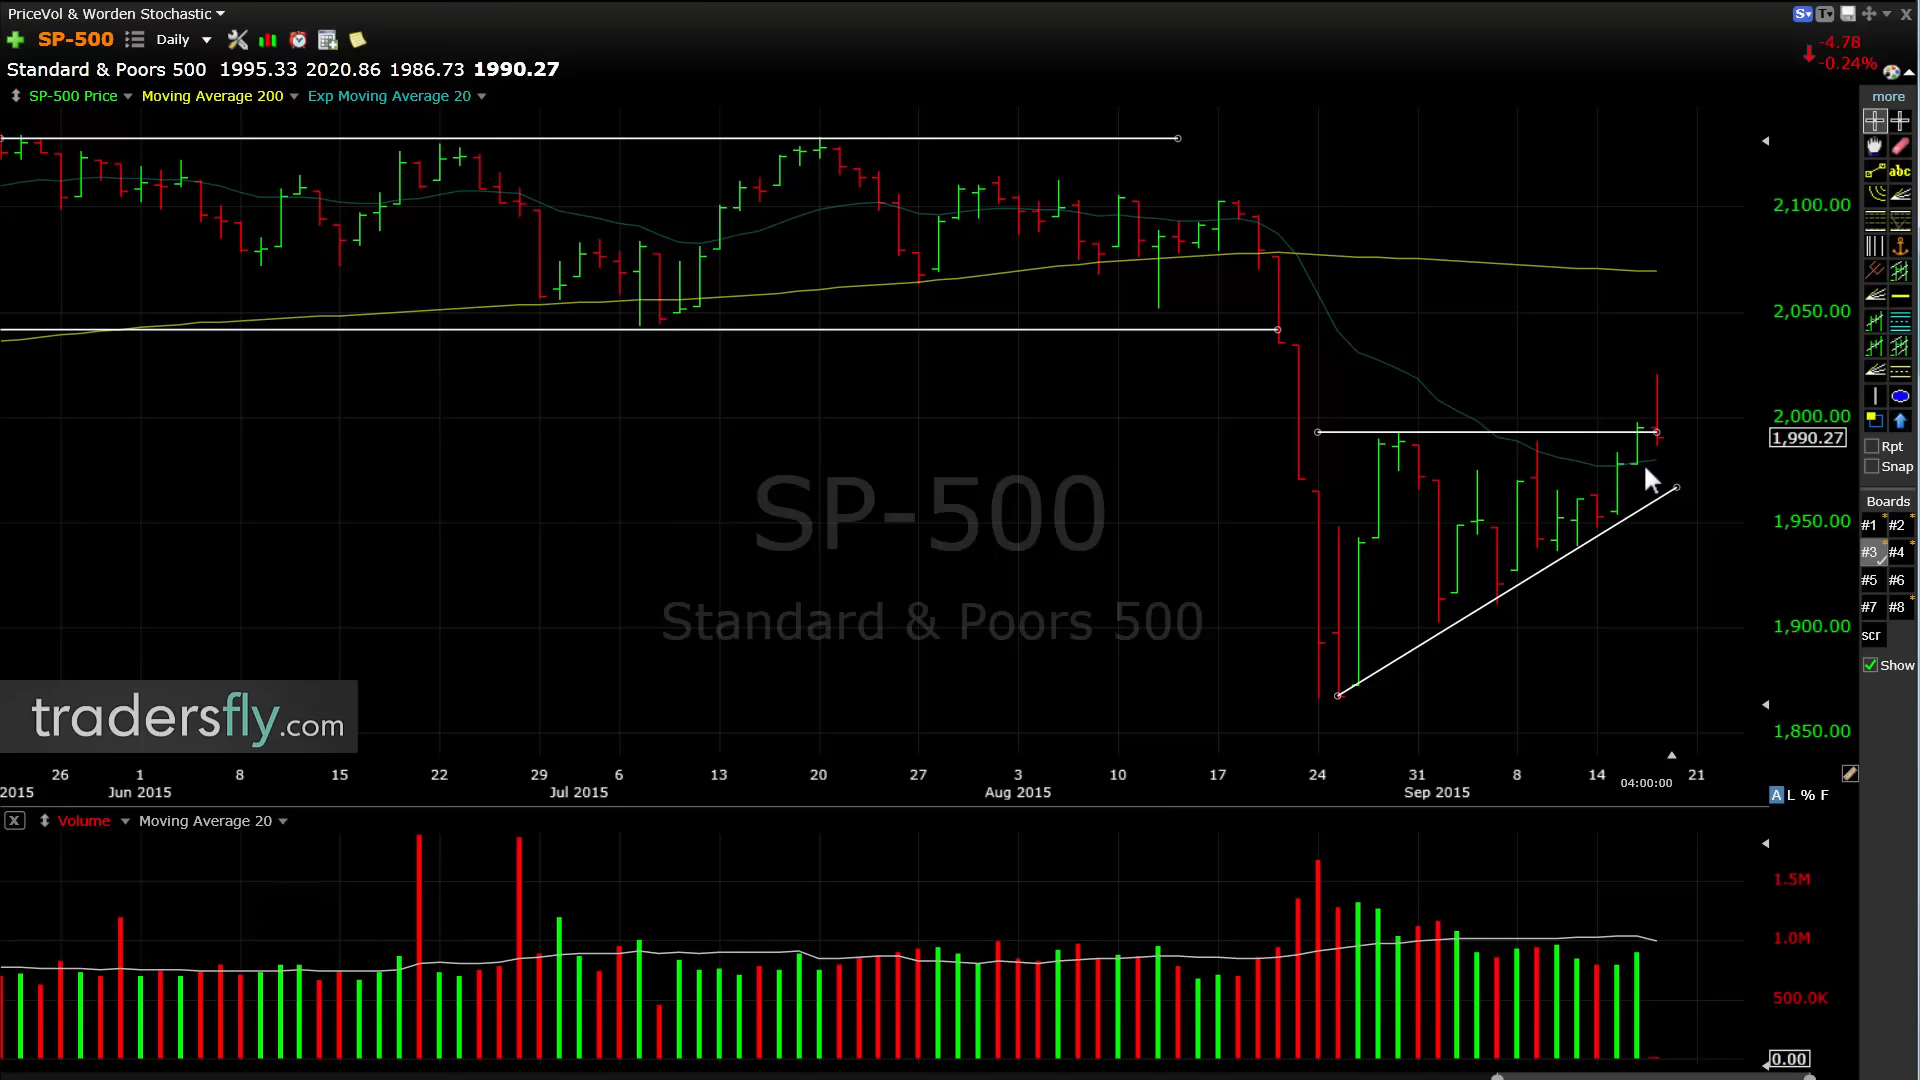 PriceVol & Worden Stochastic
S T X
SP-500 Daily
-4.78
-0.24%
Standard & Poors 500 1995.33 2020.86 1986.73 1990.27
SP-500 Price Moving Average 200 Exp Moving Average 20
more
abc
2,100.00
2,050.00
2,000.00
1,990.27
1,950.00
1,900.00
1,850.00
Rpt
Snap
Boards
#1 #2
#3 #4
#5 #6
#7 #8
scr
Show
SP-500
Standard & Poors 500
tradersfly.com
26 1 8 15 22 29 6 13 20 27 3 10 17 24 31 8 14 21
04:00:00
2015 Jun 2015 Jul 2015 Aug 2015 Sep 2015
A L % F
X Volume Moving Average 20
1.5M
1.0M
500.0K
0.00